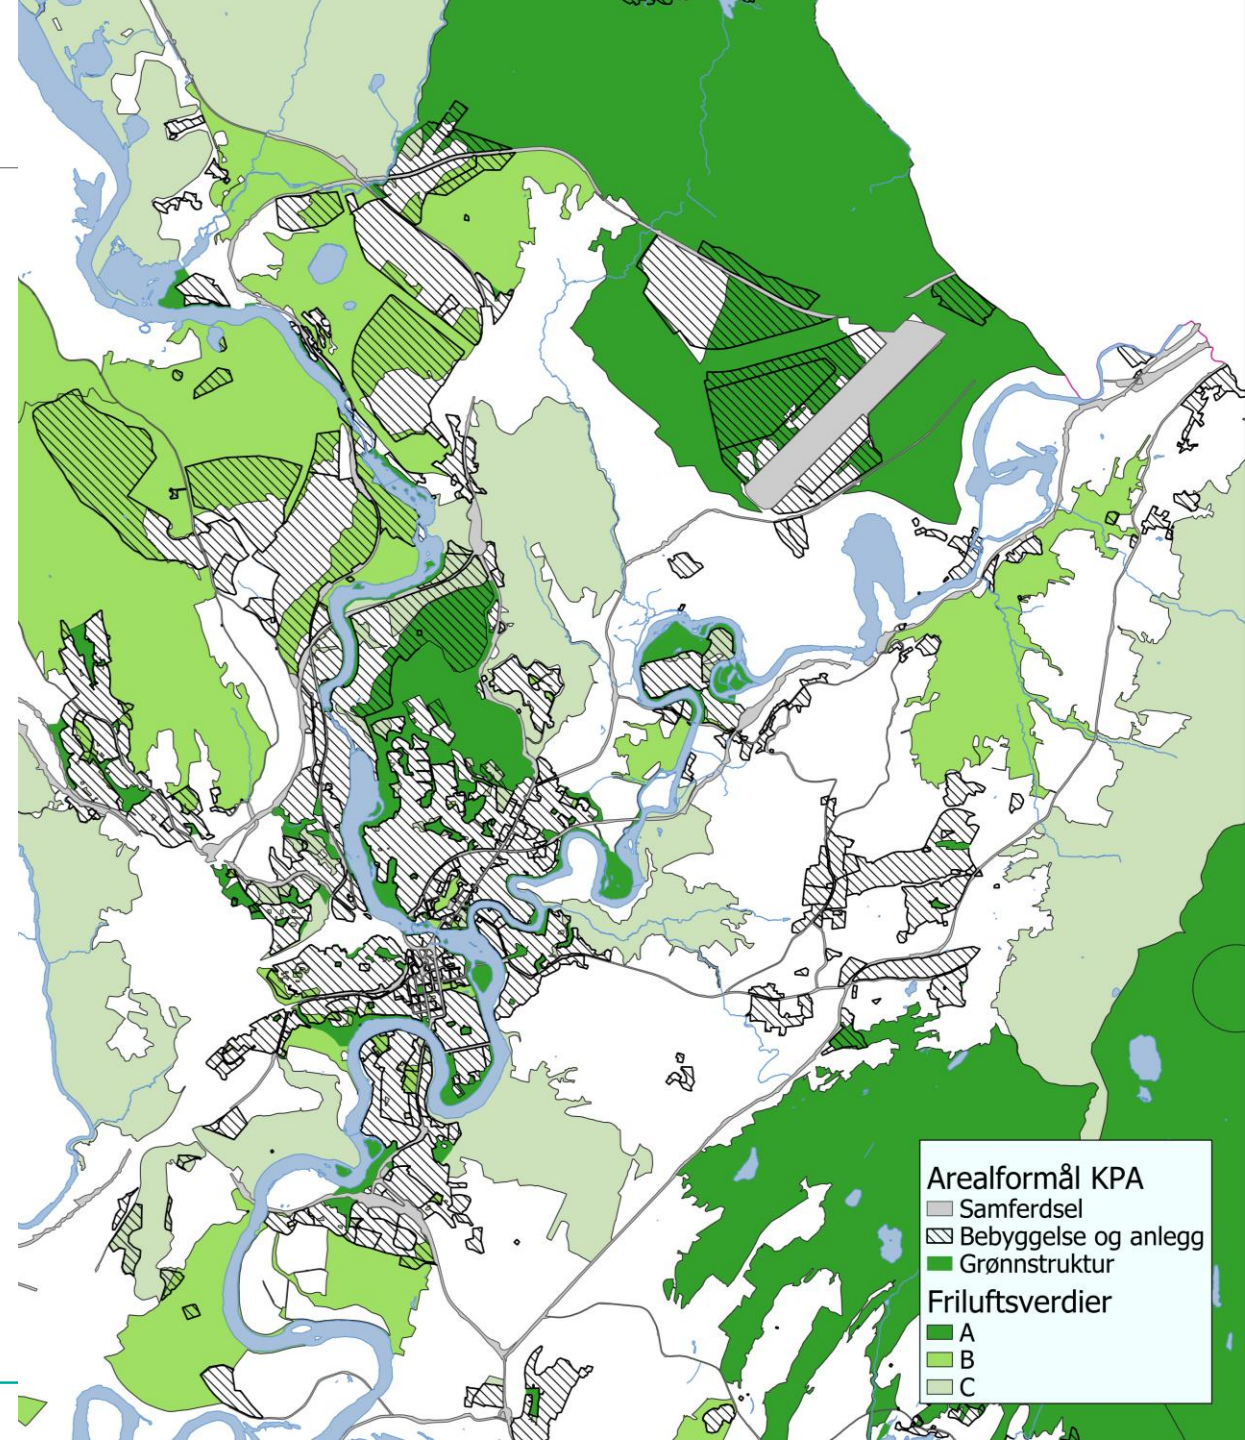 Arealformål KPA
Samferdsel
Bebyggelse og anlegg
Grønnstruktur
Friluftsverdier
A
B
C